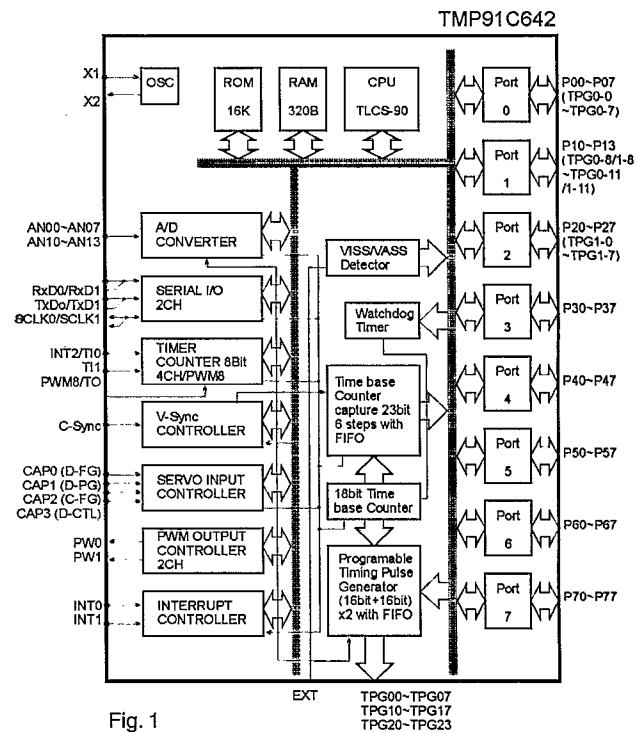 TMP91C642
X1
X2
OSC
ROM
16K
RAM
320B
CPU
TLCS-90
Port
0
P00~P07
(TPG0-0
~TPG0-7)
Port
1
P10~P13
(TPG0-8/1-8
~TPG0-11
/1-11)
AN00~AN07
AN10~AN13
A/D
CONVERTER
VISS/VASS
Detector
Port
2
P20~P27
(TPG1-0
~TPG1-7)
RxD0/RxD1
TxDo/TxD1
SCLK0/SCLK1
SERIAL I/O
2CH
Watchdog
Timer
Port
3
P30~P37
INT2/TI0
TI1
PWM8/TO
TIMER
COUNTER 8Bit
4CH/PWM8
Time base
Counter
capture 23bit
6 steps with
FIFO
Port
4
P40~P47
C-Sync
V-Sync
CONTROLLER
Port
5
P50~P57
CAP0 (D-FG)
CAP1 (D-PG)
CAP2 (C-FG)
CAP3 (D-CTL)
SERVO INPUT
CONTROLLER
18bit Time
base Counter
Port
6
P60~P67
PW0
PW1
PWM OUTPUT
CONTROLLER
2CH
Programable
Timing Pulse
Generator
(16bit+16bit)
x2 with FIFO
Port
7
P70~P77
INT0
INT1
INTERRUPT
CONTROLLER
EXT
TPG00~TPG07
TPG10~TPG17
TPG20~TPG23
Fig. 1